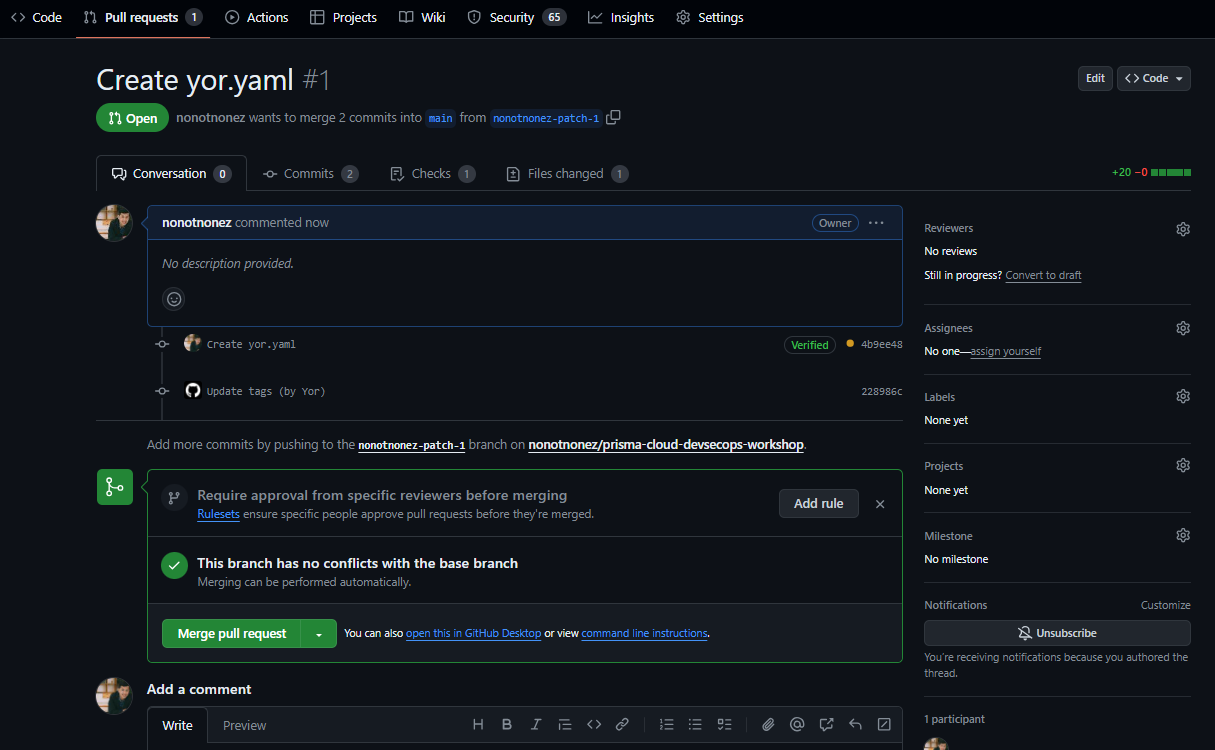 Code Pull requests 1 Actions Projects Wiki Security 65 Insights Settings
Create yor.yaml #1
Edit Code
Open nonotnonez wants to merge 2 commits into main from nonotnonez-patch-1
Conversation 0 Commits 2 Checks 1 Files changed 1
+20 −0
nonotnonez commented now Owner
No description provided.
Create yor.yaml Verified 4b9ee48
Update tags (by Yor) 228986c
Add more commits by pushing to the nonotnonez-patch-1 branch on nonotnonez/prisma-cloud-devsecops-workshop.
Require approval from specific reviewers before merging
Rulesets ensure specific people approve pull requests before they're merged.
Add rule
This branch has no conflicts with the base branch
Merging can be performed automatically.
Merge pull request You can also open this in GitHub Desktop or view command line instructions.
Add a comment
Write Preview
Reviewers
No reviews
Still in progress? Convert to draft
Assignees
No one—assign yourself
Labels
None yet
Projects
None yet
Milestone
No milestone
Notifications Customize
Unsubscribe
You're receiving notifications because you authored the
thread.
1 participant